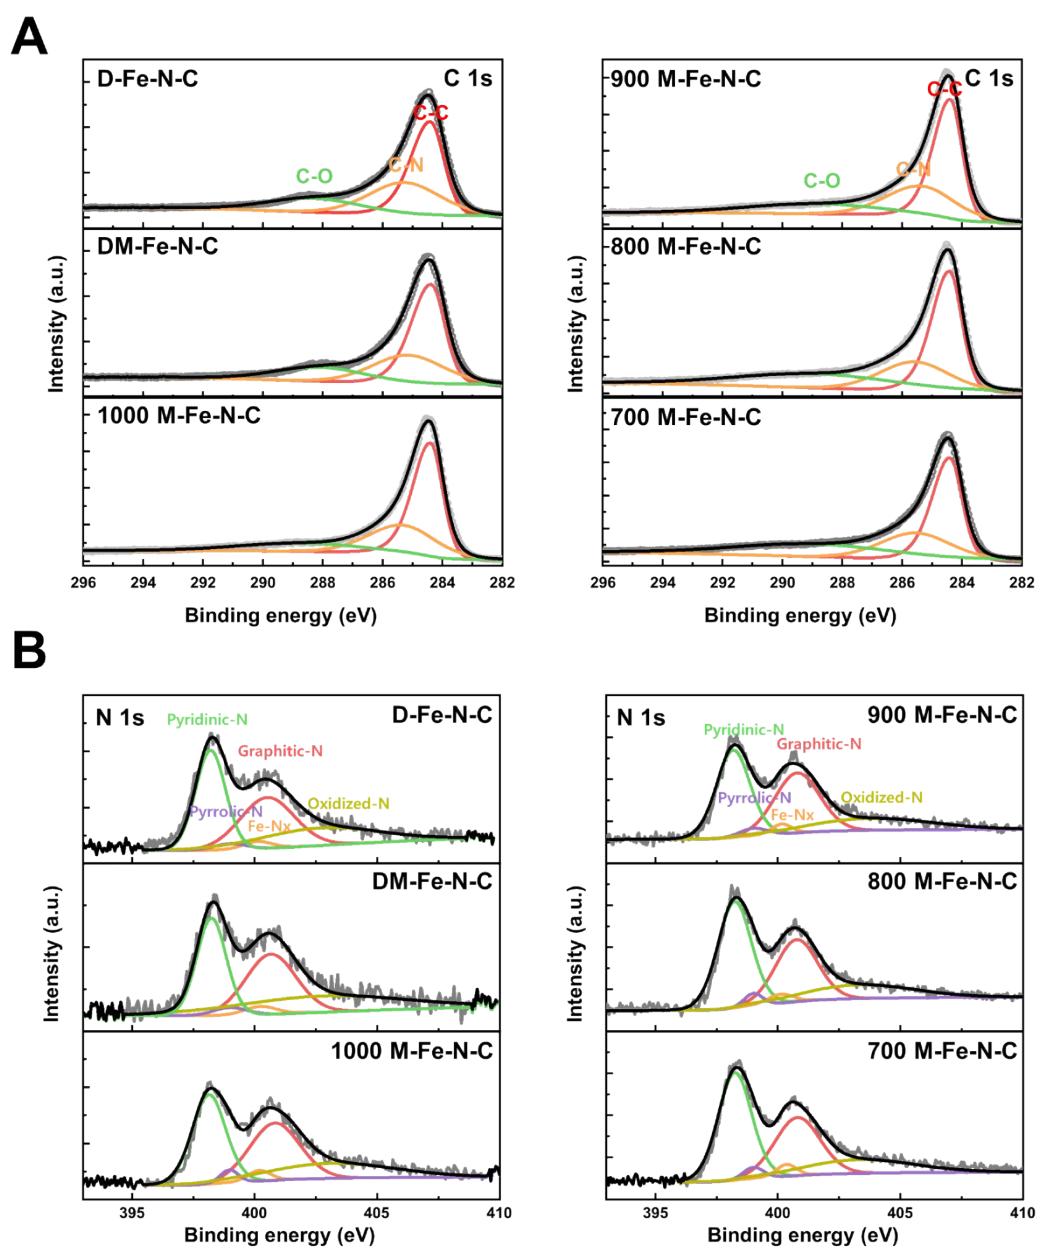 A
D-Fe-N-C
C 1s
C-C
C-N
C-O
DM-Fe-N-C
1000 M-Fe-N-C
Intensity (a.u.)
296 294 292 290 288 286 284 282
Binding energy (eV)
900 M-Fe-N-C
C 1s
C-C
C-N
C-O
800 M-Fe-N-C
700 M-Fe-N-C
Intensity (a.u.)
296 294 292 290 288 286 284 282
Binding energy (eV)
B
N 1s
D-Fe-N-C
Pyridinic-N
Graphitic-N
Pyrrolic-N
Oxidized-N
Fe-Nx
DM-Fe-N-C
1000 M-Fe-N-C
Intensity (a.u.)
395 400 405 410
Binding energy (eV)
N 1s
900 M-Fe-N-C
Pyridinic-N
Graphitic-N
Pyrrolic-N
Oxidized-N
Fe-Nx
800 M-Fe-N-C
700 M-Fe-N-C
Intensity (a.u.)
395 400 405 410
Binding energy (eV)